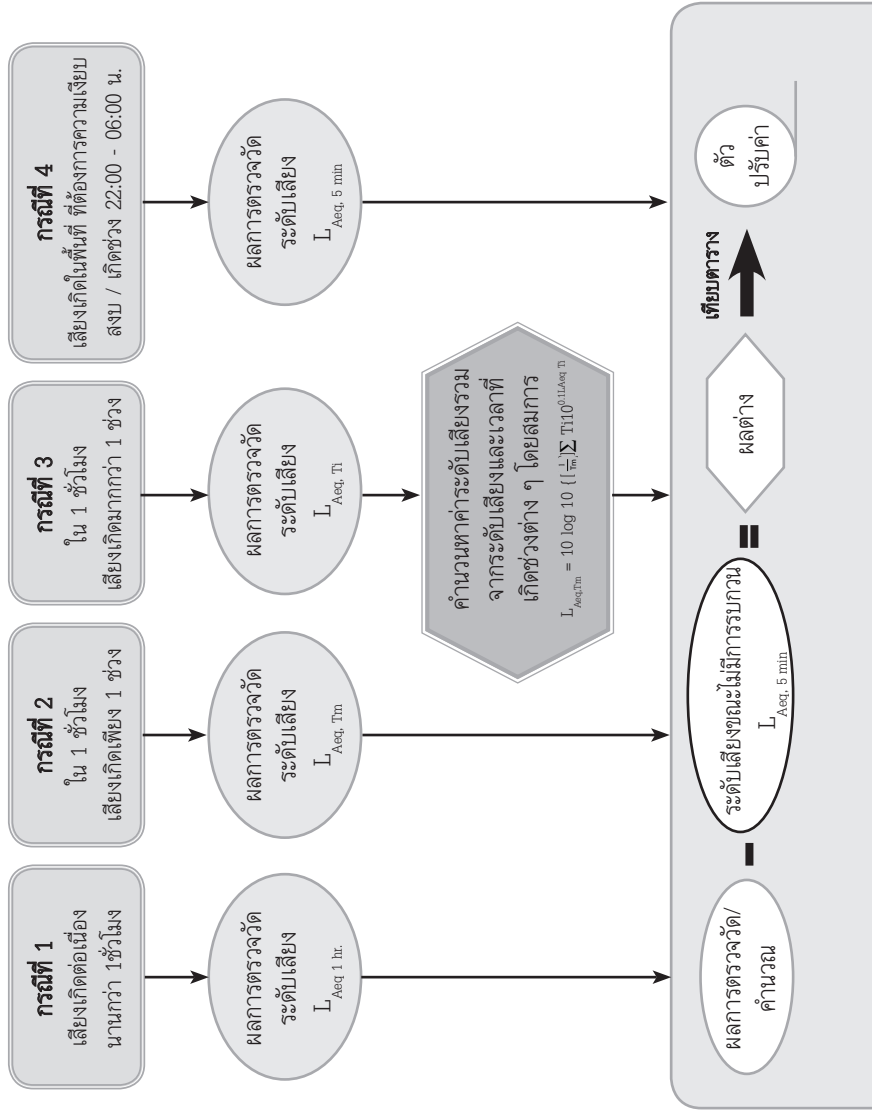 กรณีที่ 1
เสียงเกิดต่อเนื่อง
นานกว่า 1ชั่วโมง
กรณีที่ 2
ใน 1 ชั่วโมง
เสียงเกิดเพียง 1 ช่วง
กรณีที่ 3
ใน 1 ชั่วโมง
เสียงเกิดมากกว่า 1 ช่วง
กรณีที่ 4
เสียงเกิดในพื้นที่ ที่ต้องการความเงียบ
สงบ / เกิดช่วง 22:00 - 06:00 น.
ผลการตรวจวัด
ระดับเสียง
L Aeq 1 hr.
ผลการตรวจวัด
ระดับเสียง
L Aeq, Tm
ผลการตรวจวัด
ระดับเสียง
L Aeq, Ti
ผลการตรวจวัด
ระดับเสียง
L Aeq, 5 min
คำนวนหาค่าระดับเสียงรวม
จากระดับเสียงและเวลาที่
เกิดช่วงต่าง ๆ โดยสมการ
L Aeq,Tm = 10 log 10 {[1/Tm]Σ Ti10^0.1LAeq Ti
ผลการตรวจวัด/
คำนวณ
-
ระดับเสียงขณะไม่มีการรบกวน
L Aeq, 5 min
=
ผลต่าง
เทียบตาราง
ตัว
ปรับค่า